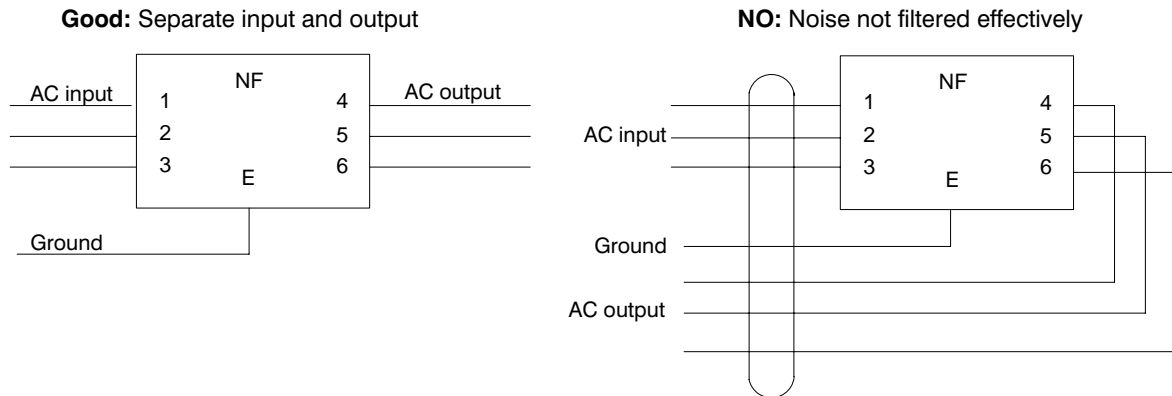 Good: Separate input and output
NF
AC input
1
4
AC output
2
5
3
6
E
Ground
NO: Noise not filtered effectively
NF
1
4
AC input
2
5
3
6
E
Ground
AC output